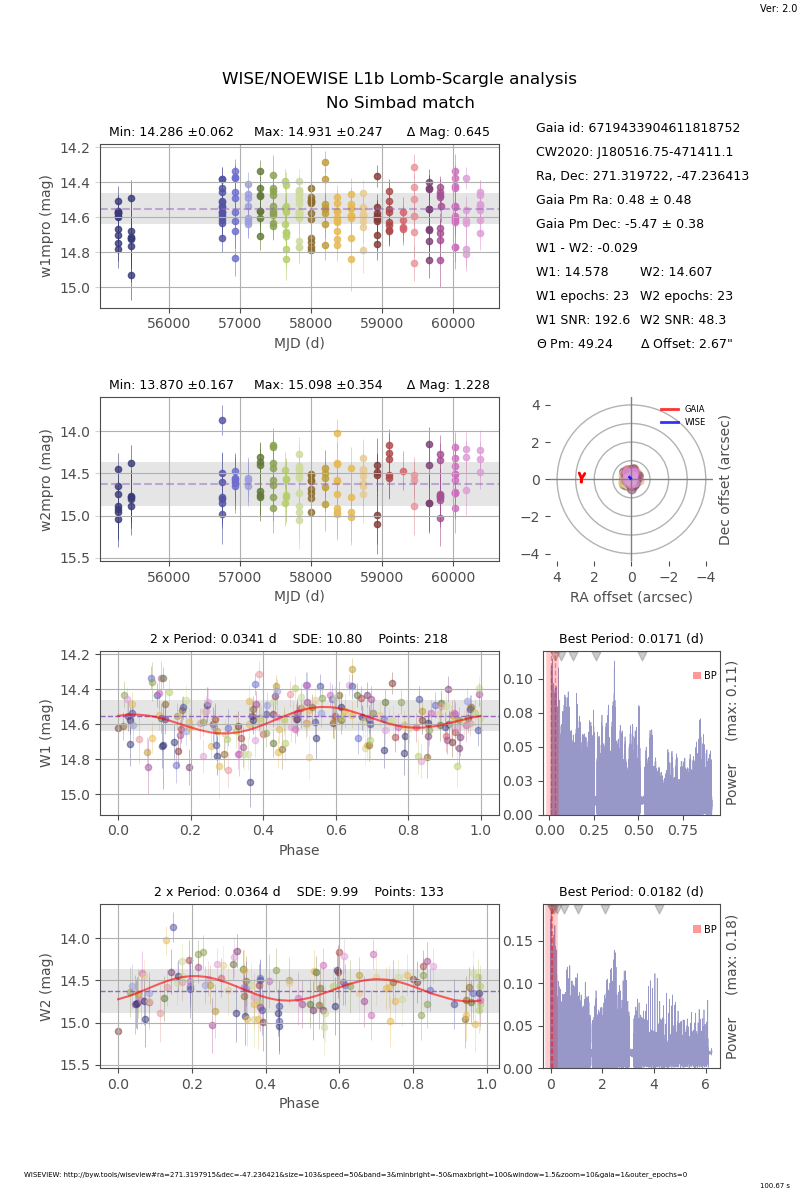 Ver: 2.0
WISE/NOEWISE L1b Lomb-Scargle analysis
No Simbad match
Min: 14.286 ±0.062 Max: 14.931 ±0.247 Δ Mag: 0.645
14.2
14.4
14.6
14.8
15.0
w1mpro (mag)
56000 57000 58000 59000 60000
MJD (d)
Gaia id: 6719433904611818752
CW2020: J180516.75-471411.1
Ra, Dec: 271.319722, -47.236413
Gaia Pm Ra: 0.48 ± 0.48
Gaia Pm Dec: -5.47 ± 0.38
W1 - W2: -0.029
W1: 14.578 W2: 14.607
W1 epochs: 23 W2 epochs: 23
W1 SNR: 192.6 W2 SNR: 48.3
Θ Pm: 49.24 Δ Offset: 2.67"
Min: 13.870 ±0.167 Max: 15.098 ±0.354 Δ Mag: 1.228
14.0
14.5
15.0
15.5
w2mpro (mag)
56000 57000 58000 59000 60000
MJD (d)
GAIA
WISE
4
2
0
−2
−4
4 2 0 −2 −4
RA offset (arcsec)
Dec offset (arcsec)
2 x Period: 0.0341 d SDE: 10.80 Points: 218
14.2
14.4
14.6
14.8
15.0
W1 (mag)
0.0 0.2 0.4 0.6 0.8 1.0
Phase
Best Period: 0.0171 (d)
BP
0.10
0.08
0.05
0.03
0.00
0.00 0.25 0.50 0.75
Power (max: 0.11)
2 x Period: 0.0364 d SDE: 9.99 Points: 133
14.0
14.5
15.0
15.5
W2 (mag)
0.0 0.2 0.4 0.6 0.8 1.0
Phase
Best Period: 0.0182 (d)
BP
0.15
0.10
0.05
0.00
0 2 4 6
Power (max: 0.18)
WISEVIEW: http://byw.tools/wiseview#ra=271.3197915&dec=-47.236421&size=103&speed=50&band=3&minbright=-50&maxbright=100&window=1.5&zoom=10&gaia=1&outer_epochs=0
100.67 s